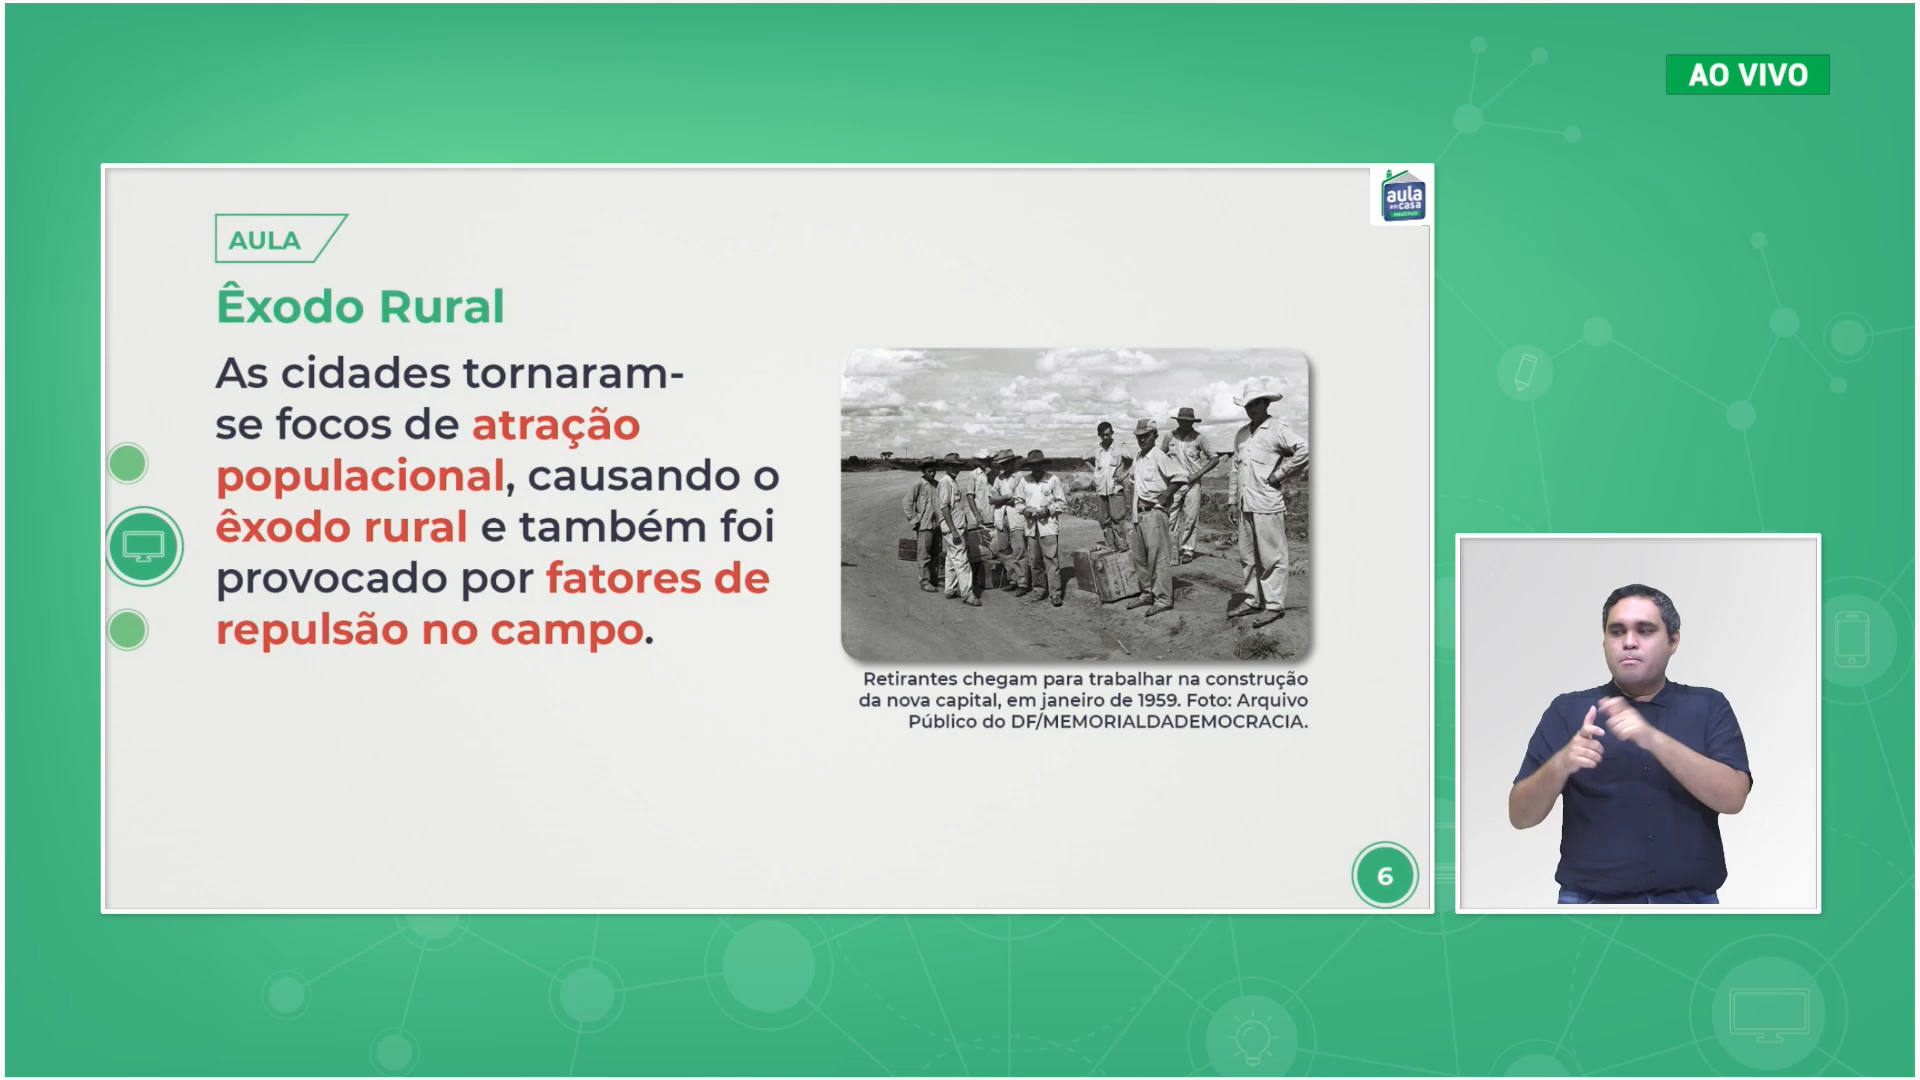 AO VIVO
aula
em casa
AMAZONAS
AULA
Êxodo Rural
As cidades tornaram-
se focos de atração
populacional, causando o
êxodo rural e também foi
provocado por fatores de
repulsão no campo.
Retirantes chegam para trabalhar na construção
da nova capital, em janeiro de 1959. Foto: Arquivo
Público do DF/MEMORIALDADEMOCRACIA.
6